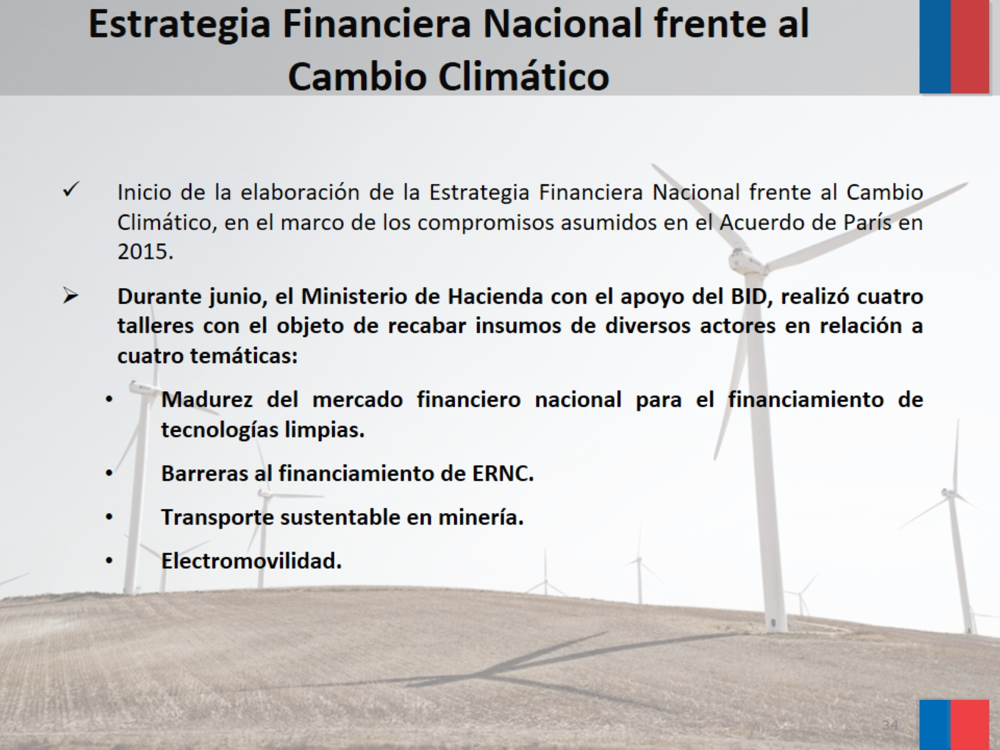 Estrategia Financiera Nacional frente al
Cambio Climático
✓ Inicio de la elaboración de la Estrategia Financiera Nacional frente al Cambio
Climático, en el marco de los compromisos asumidos en el Acuerdo de París en
2015.
➢ Durante junio, el Ministerio de Hacienda con el apoyo del BID, realizó cuatro
talleres con el objeto de recabar insumos de diversos actores en relación a
cuatro temáticas:
• Madurez del mercado financiero nacional para el financiamiento de
tecnologías limpias.
• Barreras al financiamiento de ERNC.
• Transporte sustentable en minería.
• Electromovilidad.
34